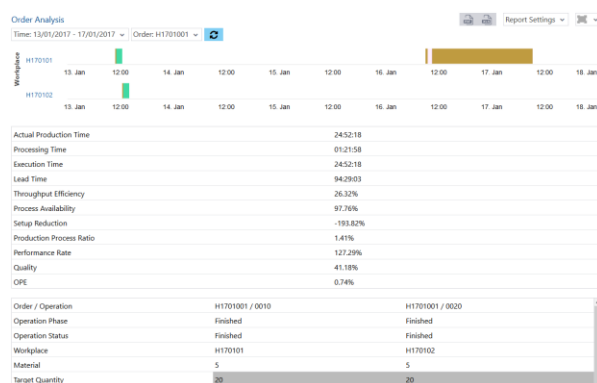 Order Analysis
Report Settings
Time: 13/01/2017 - 17/01/2017 Order: H1701001
Workplace
H170101
13. Jan 12:00 14. Jan 12:00 15. Jan 12:00 16. Jan 12:00 17. Jan 12:00 18. Jan
H170102
13. Jan 12:00 14. Jan 12:00 15. Jan 12:00 16. Jan 12:00 17. Jan 12:00 18. Jan
Actual Production Time 24:52:18
Processing Time 01:21:58
Execution Time 24:52:18
Lead Time 94:29:03
Throughput Efficiency 26.32%
Process Availability 97.76%
Setup Reduction -193.82%
Production Process Ratio 1.41%
Performance Rate 127.29%
Quality 41.18%
OPE 0.74%
Order / Operation H1701001 / 0010 H1701001 / 0020
Operation Phase Finished Finished
Operation Status Finished Finished
Workplace H170101 H170102
Material 5 5
Target Quantity 20 20